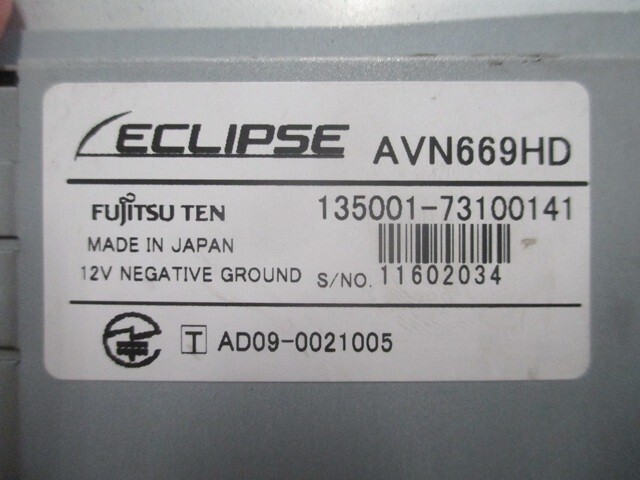 ECLIPSE AVN669HD
FUJITSU TEN 135001-73100141
MADE IN JAPAN
12V NEGATIVE GROUND S/NO. 11602034
T AD09-0021005